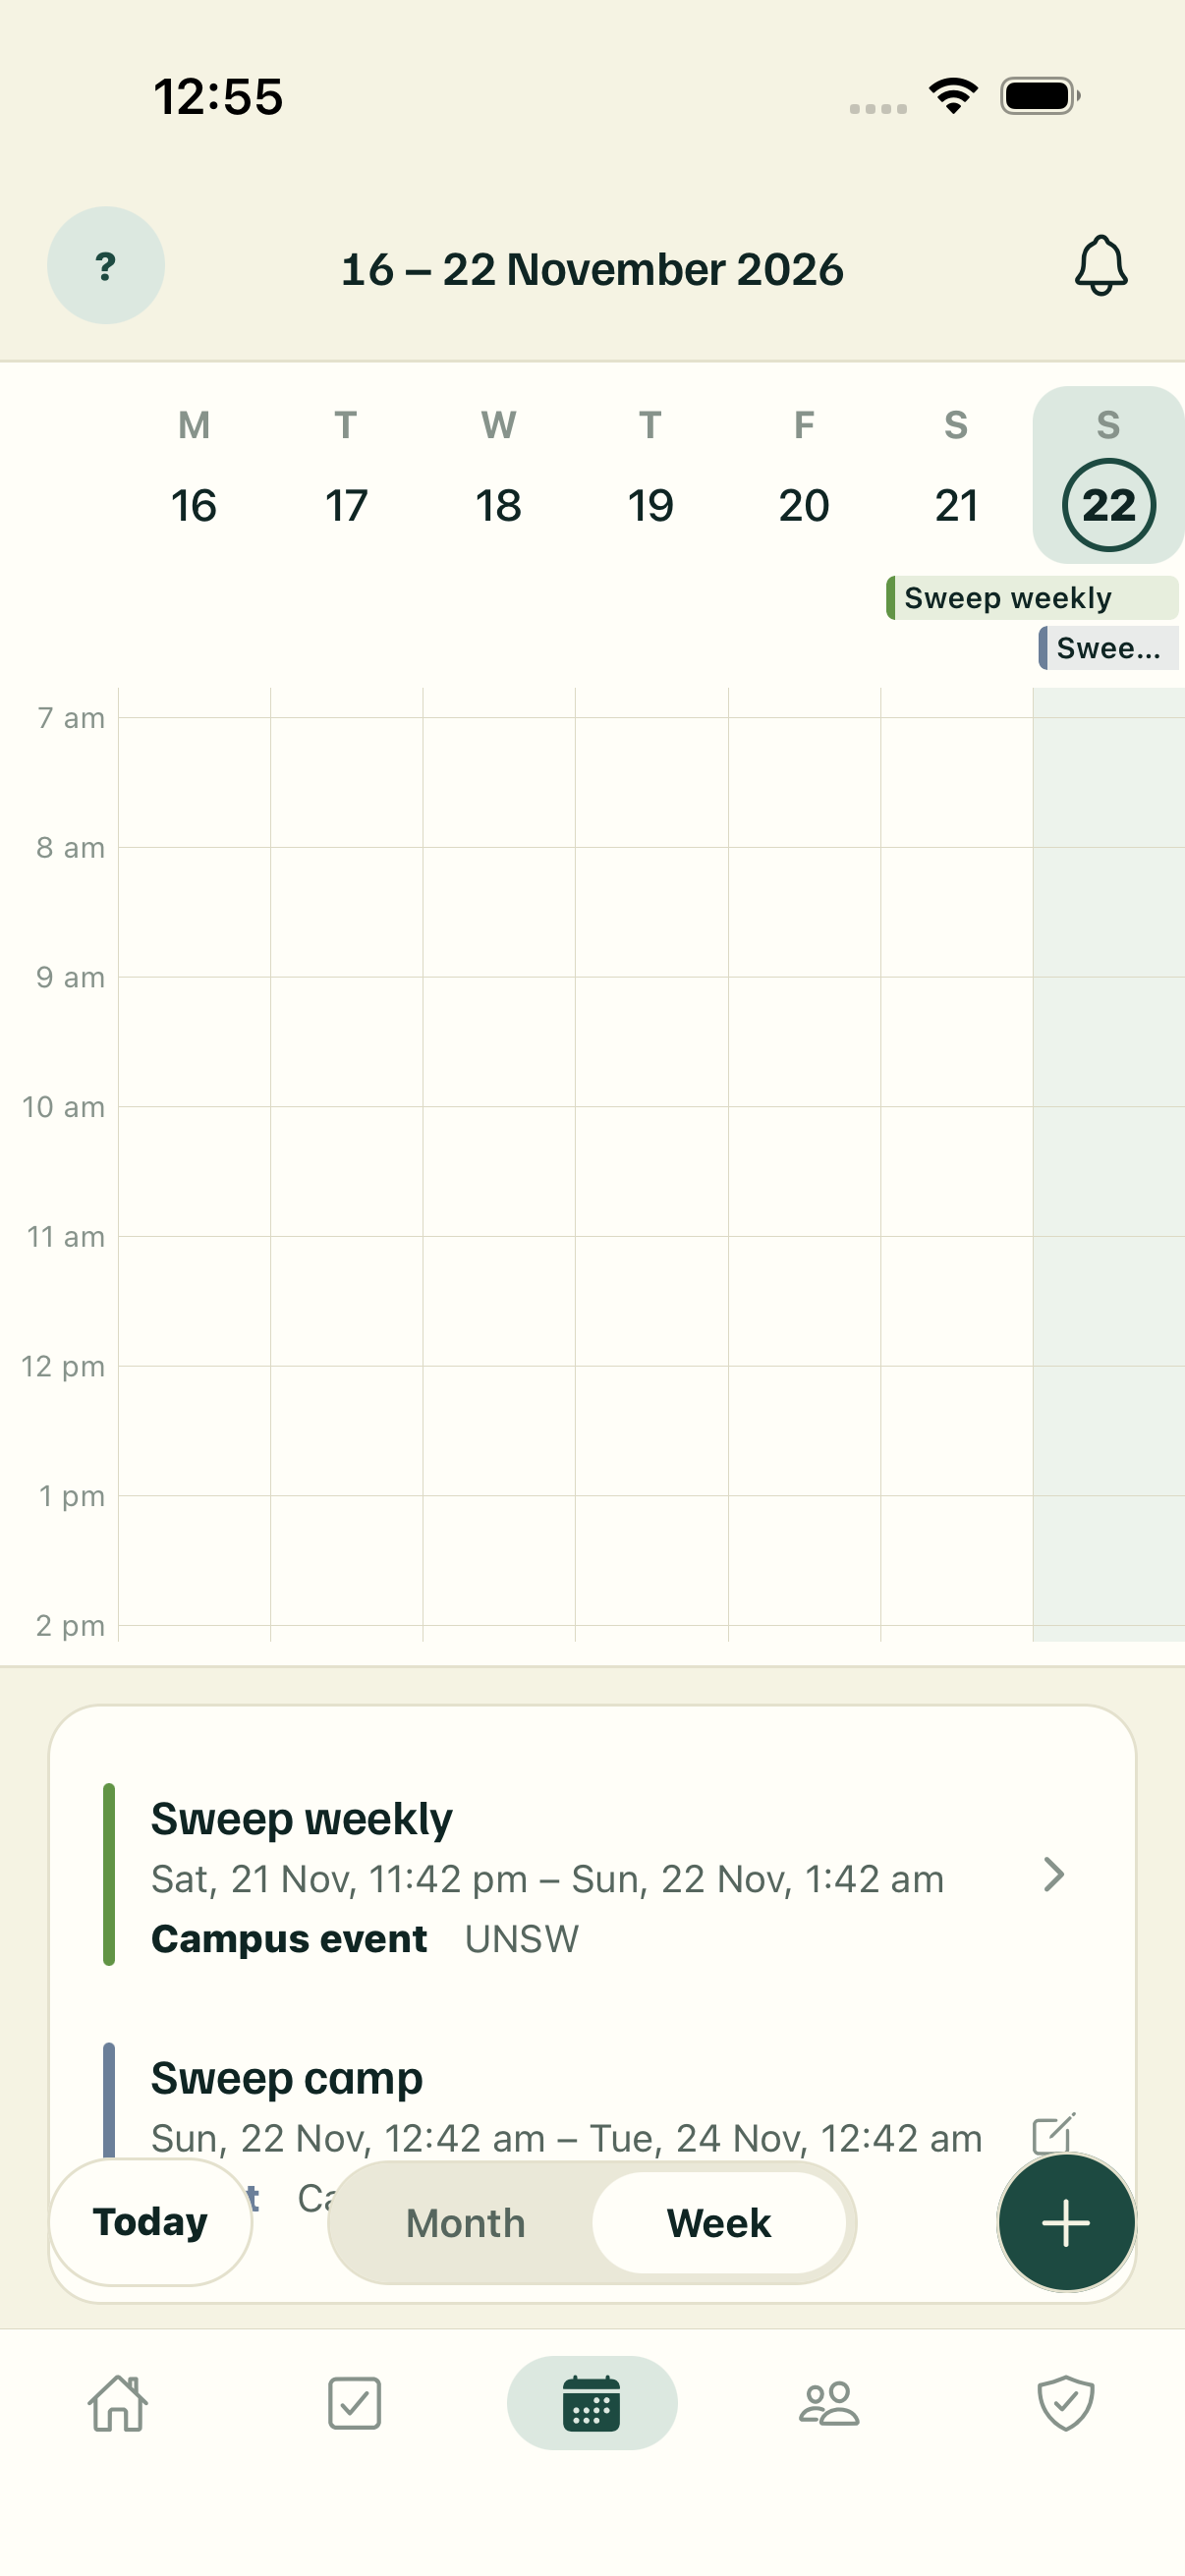 12:55
?
16 – 22 November 2026
M T W T F S S
16 17 18 19 20 21 22
Sweep weekly
Swee...
7 am
8 am
9 am
10 am
11 am
12 pm
1 pm
2 pm
Sweep weekly
Sat, 21 Nov, 11:42 pm – Sun, 22 Nov, 1:42 am
Campus event UNSW
Sweep camp
Sun, 22 Nov, 12:42 am – Tue, 24 Nov, 12:42 am
Today Month Week